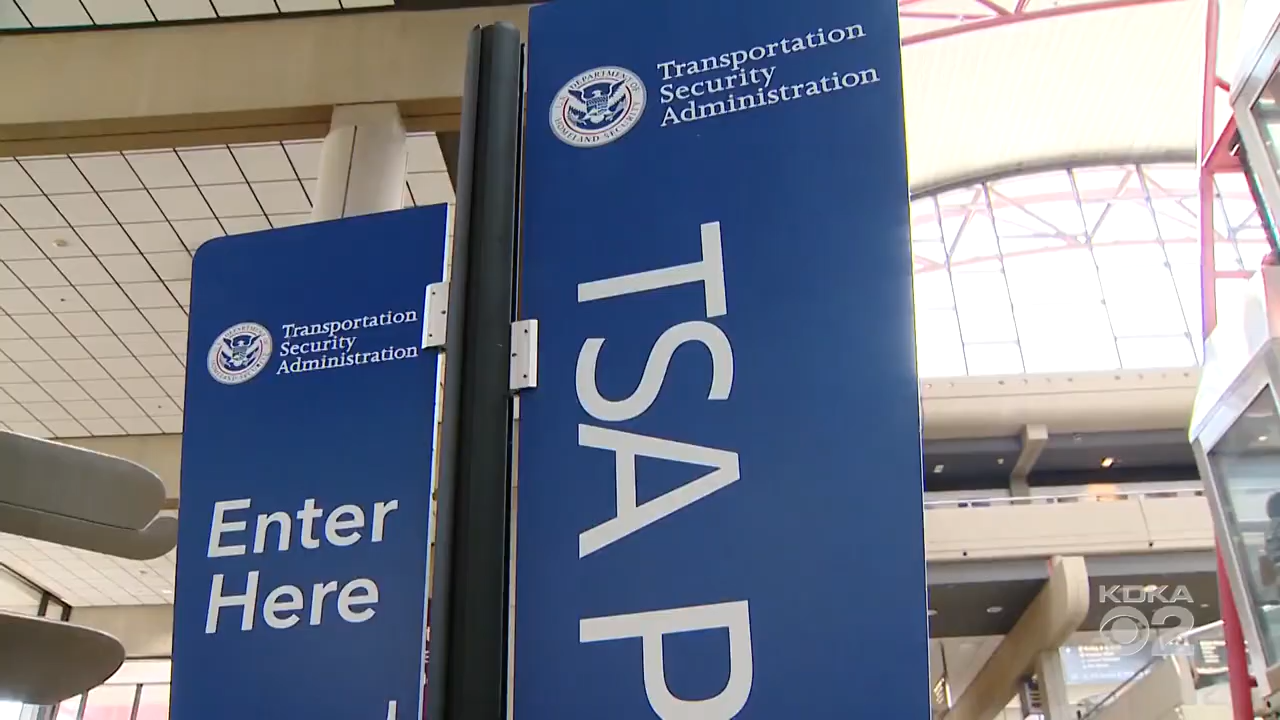 Transportation
Security
Administration
Enter
Here
Transportation
Security
Administration
TSA P
KDKA
2